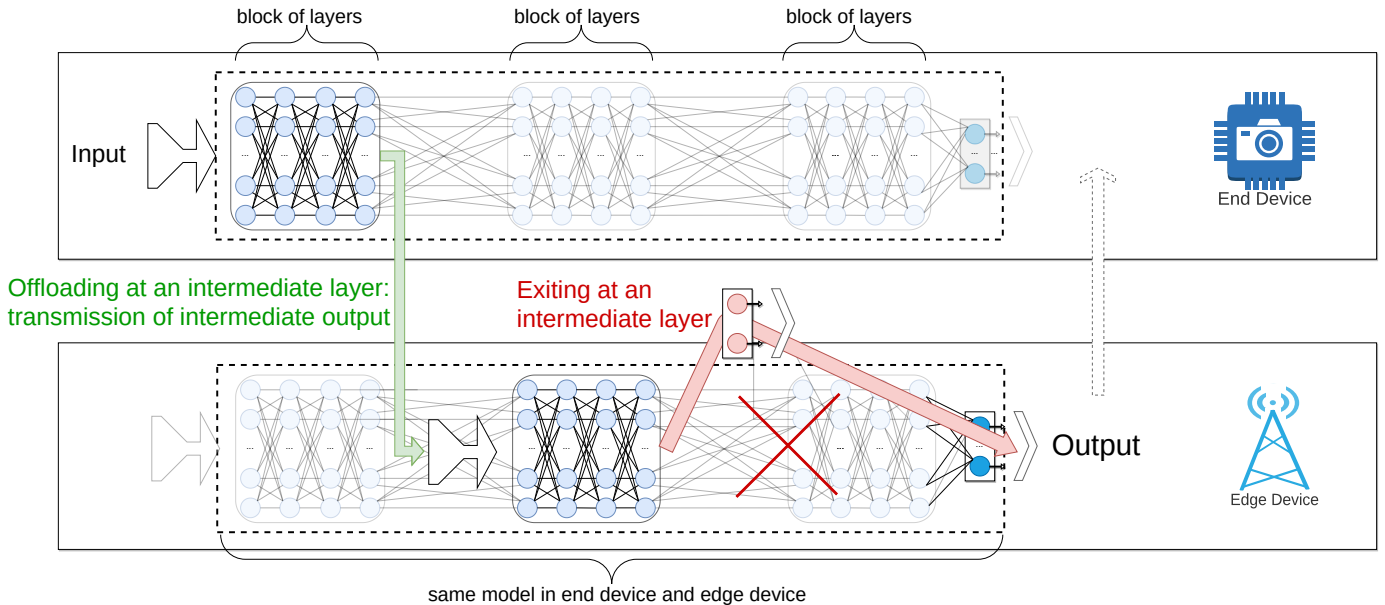 block of layers
block of layers
block of layers
Input
End Device
Offloading at an intermediate layer:
transmission of intermediate output
Exiting at an
intermediate layer
Output
Edge Device
same model in end device and edge device